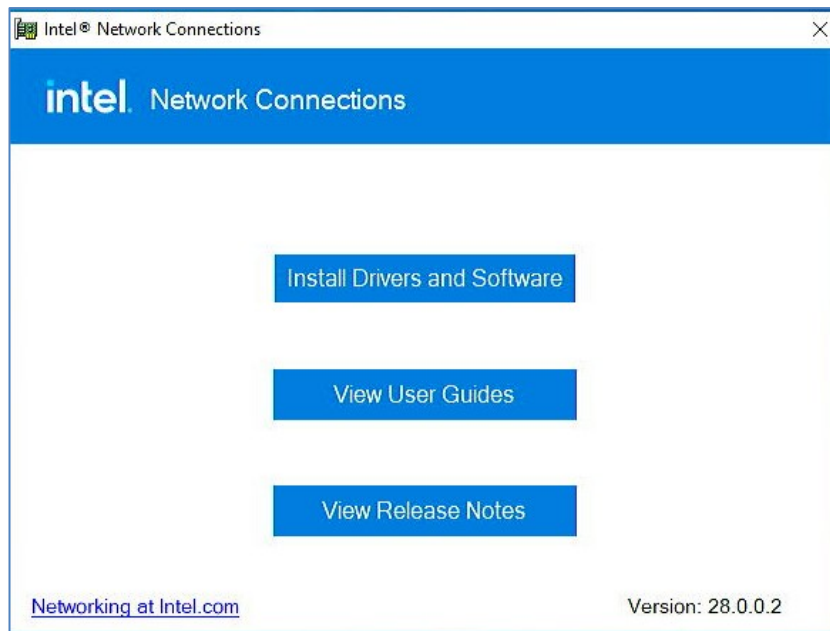 Intel® Network Connections
intel. Network Connections
Install Drivers and Software
View User Guides
View Release Notes
Networking at Intel.com
Version: 28.0.0.2